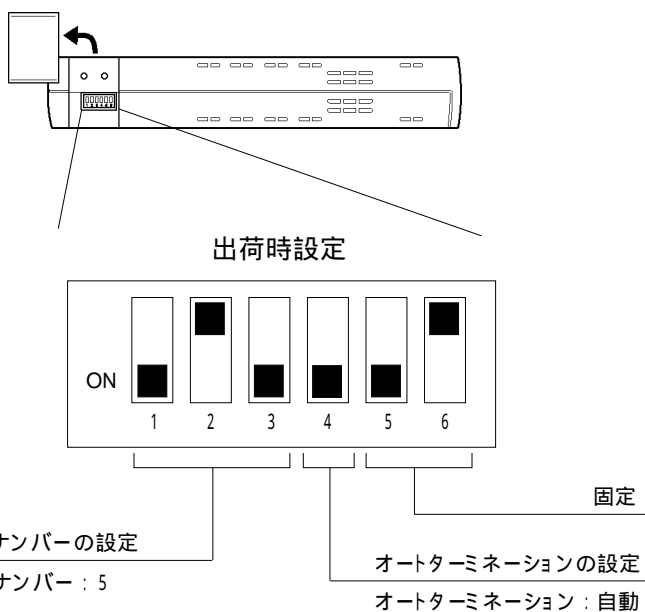 出荷時設定
ON
1 2 3 4 5 6
固定
ナンバーの設定
ナンバー：5
オートターミネーションの設定
オートターミネーション：自動